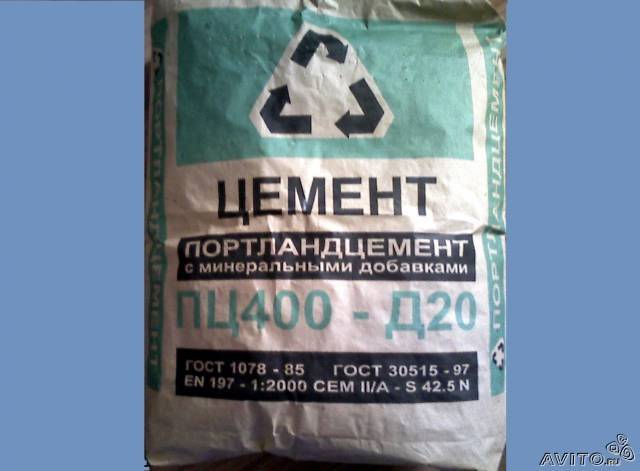 ЦЕМЕНТ
ПОРТЛАНДЦЕМЕНТ
с минеральными добавками
ПЦ400 - Д20
ГОСТ 1078 - 85 ГОСТ 30515 - 97
EN 197 - 1:2000 CEM II/A - S 42.5 N
ПОРТЛАНДЦЕМЕНТ
ПОРТЛАНДЦЕМЕНТ
AVITO.ru